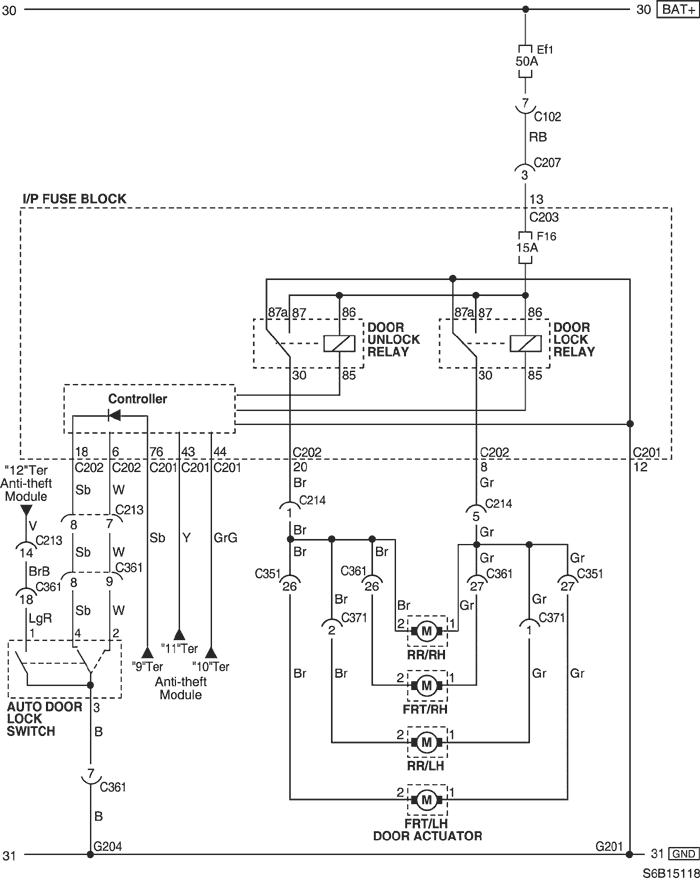 30
30 BAT+
Ef1
50A
7
C102
RB
C207
3
I/P FUSE BLOCK
13
C203
F16
15A
87a 87 86
DOOR
UNLOCK
RELAY
30 85
87a 87 86
DOOR
LOCK
RELAY
30 85
Controller
18 6 76 43 44
C202 C202 C201 C201 C201
C202
20
C202
8
C201
12
"12"Ter
Anti-theft
Module
Sb W
Br
Gr
C214
1
C214
5
V
C213
14
C213
8 7
Sb Y GrG
Br
Gr
BrB
Sb W
C361
18
C361
8 9
Br Br
Gr Gr
C351
26
C361
26
C361
27
C351
27
LgR
Sb W
Br
Br
Gr
Gr
C371
2
C371
1
1 4 2
2 M 1
RR/RH
"9"Ter
"11"Ter
"10"Ter
Anti-theft
Module
Br Br
Gr Gr
2 M 1
FRT/RH
AUTO DOOR
LOCK
SWITCH
3
B
2 M 1
RR/LH
7
C361
B
2 M 1
FRT/LH
DOOR ACTUATOR
31
G204
G201
31 GND
S6B15118